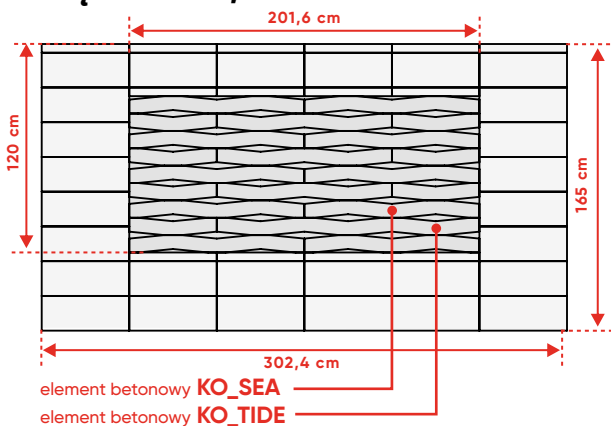 201,6 cm
120 cm
165 cm
302,4 cm
element betonowy KO_SEA
element betonowy KO_TIDE